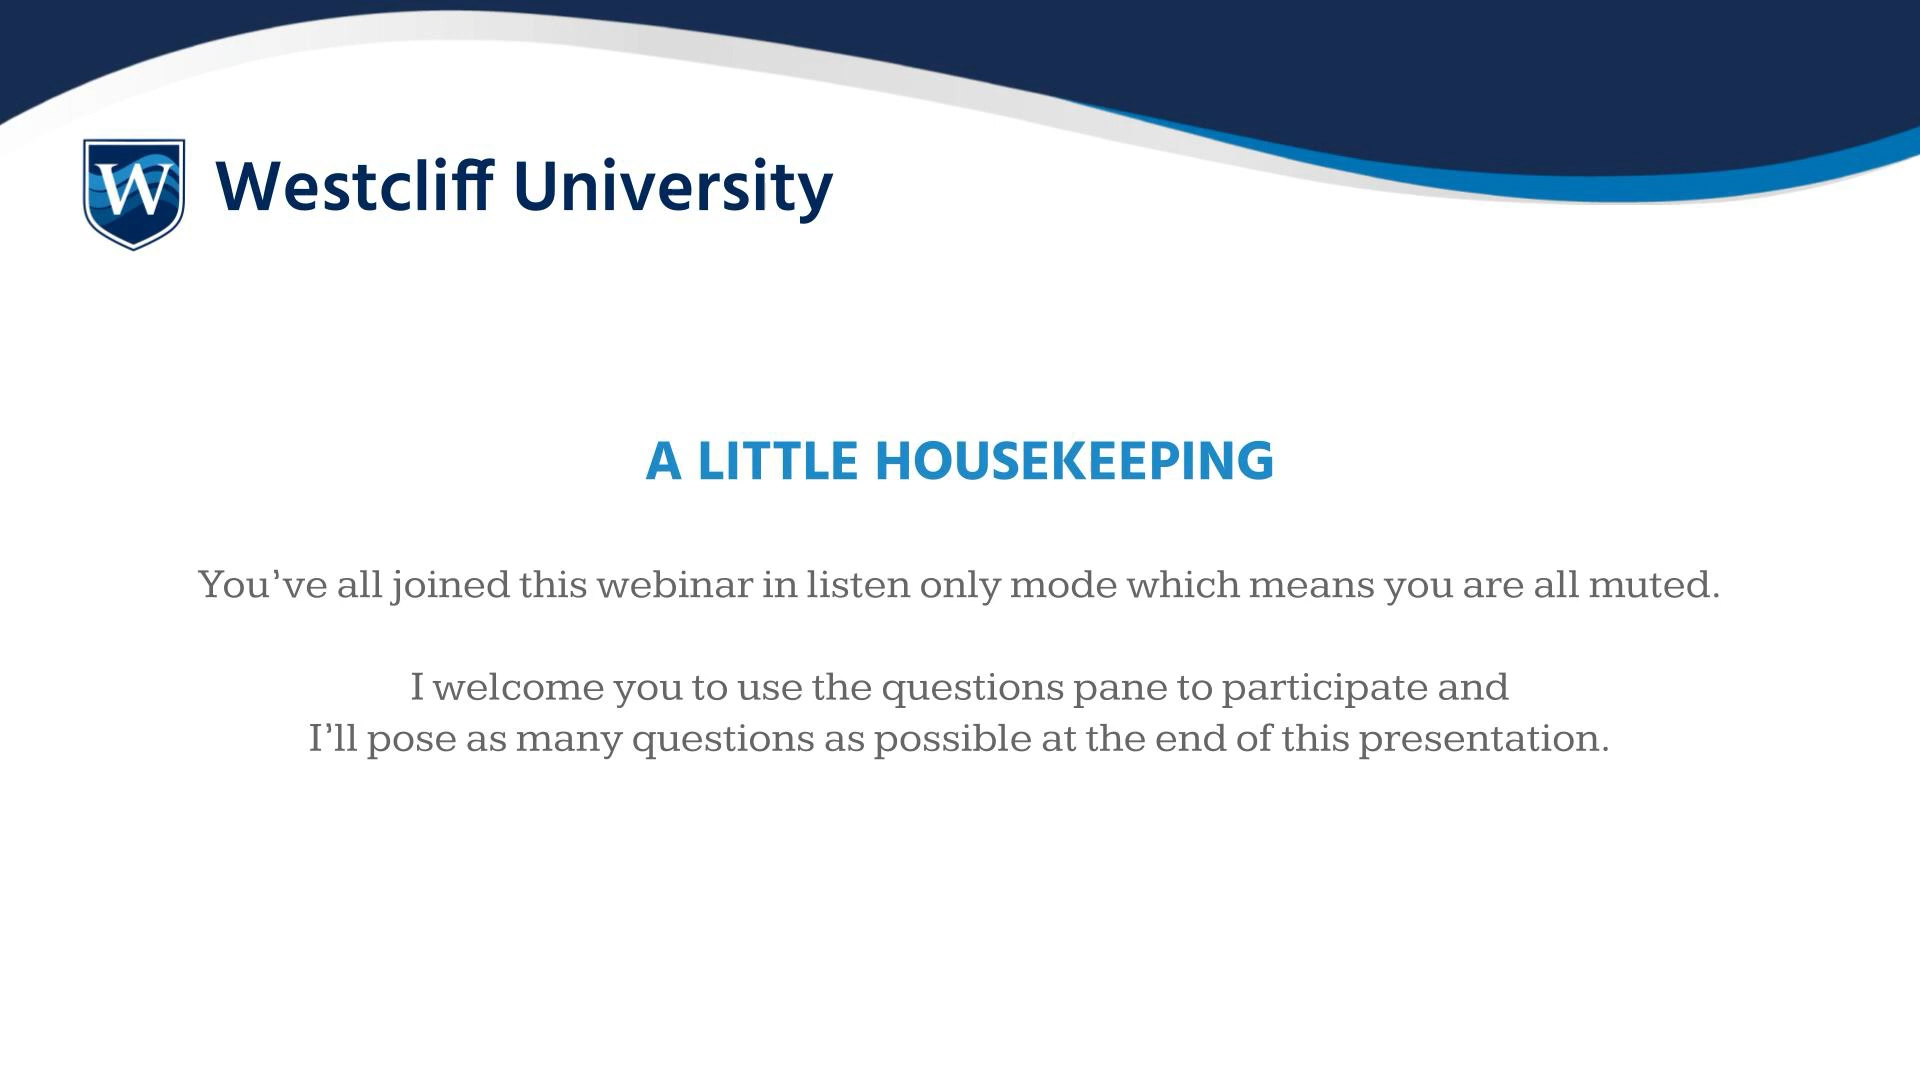 W
Westcliff University
A LITTLE HOUSEKEEPING
You’ve all joined this webinar in listen only mode which means you are all muted.
I welcome you to use the questions pane to participate and
I’ll pose as many questions as possible at the end of this presentation.